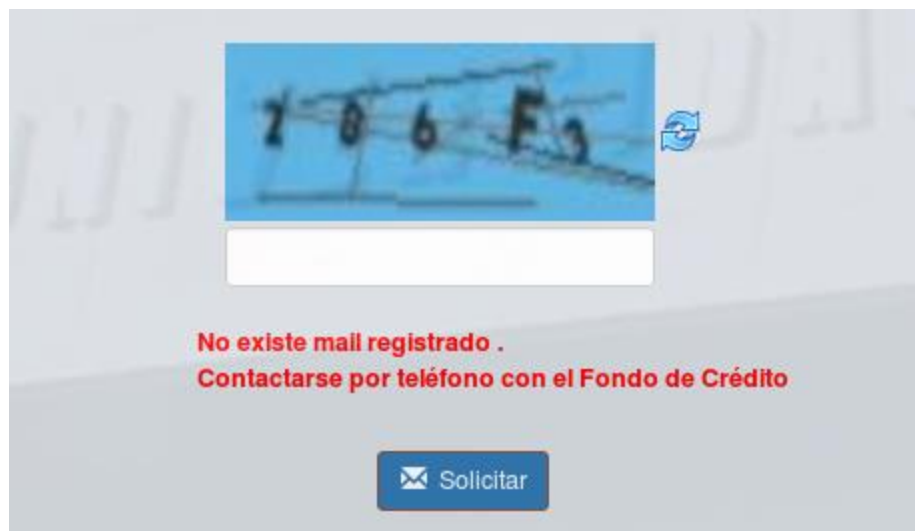 No existe mail registrado .
Contactarse por teléfono con el Fondo de Crédito
Solicitar